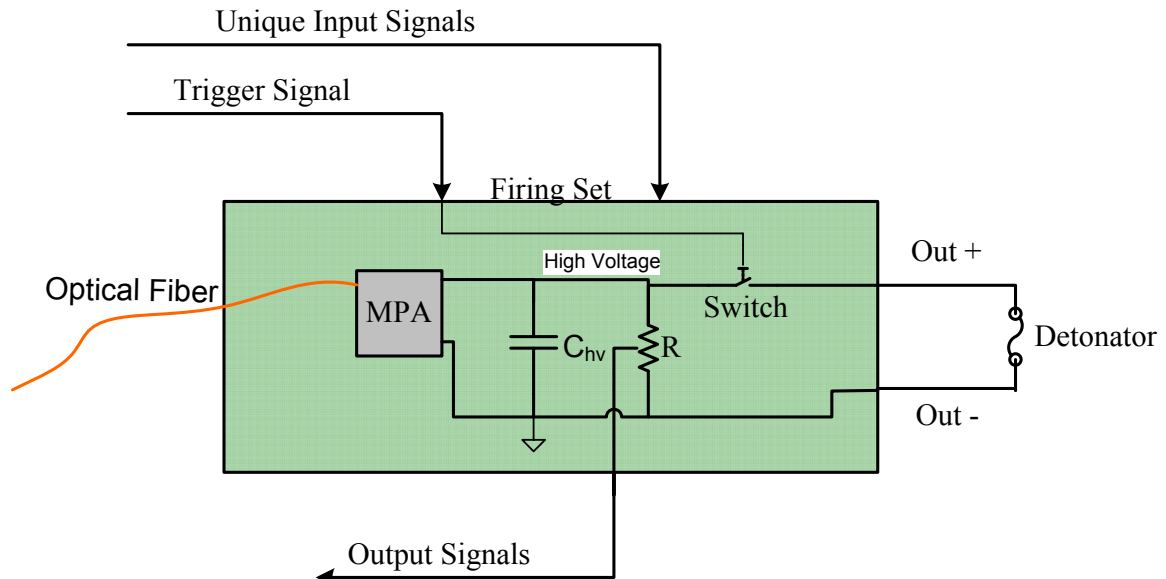 Unique Input Signals
Trigger Signal
Firing Set
High Voltage
Out +
Optical Fiber
MPA
Switch
C_hv
R
Detonator
Out -
Output Signals